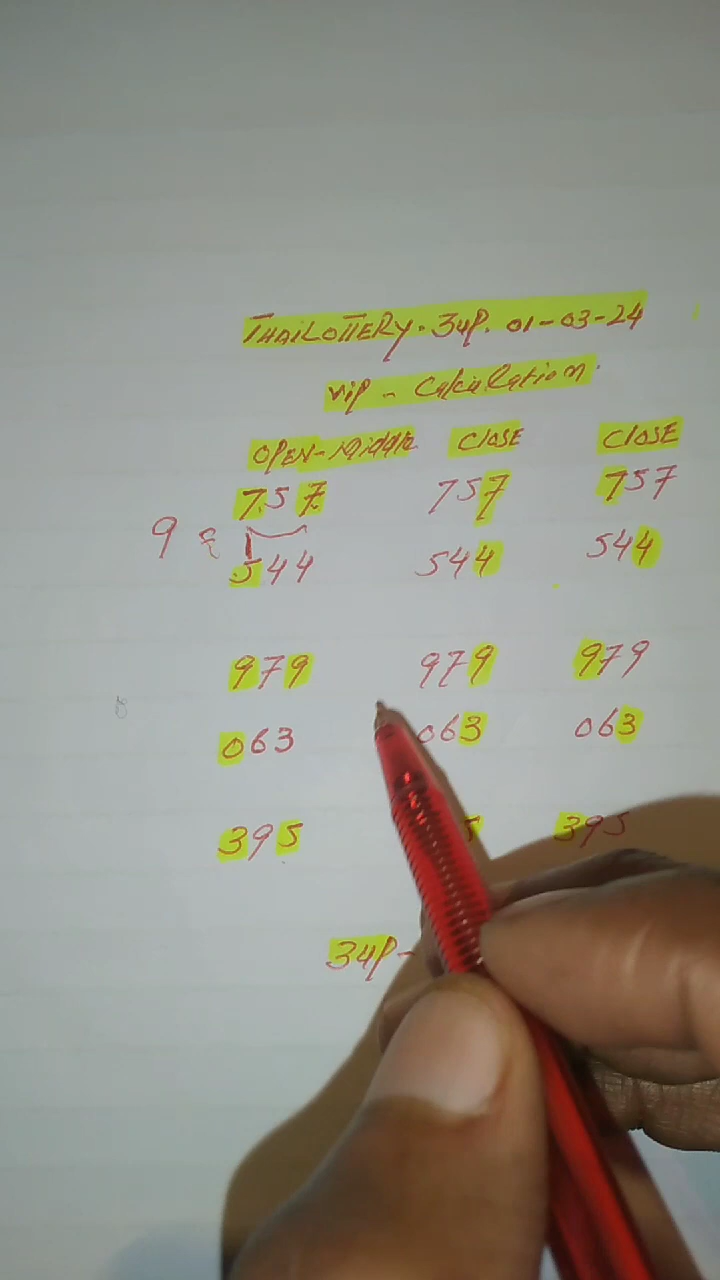 THAILOTTERY. 3UP. 01-03-24
VIP - Calculation.
OPEN-Middle CLOSE CLOSE
757 757 757
9
544 544 544
979 979 979
063 063 063
395 5 395
3UP-